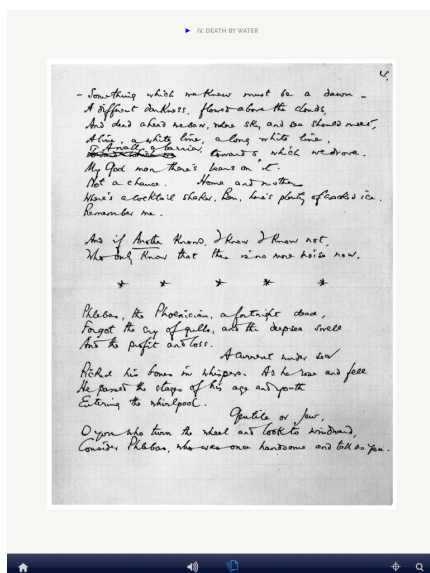 IV. DEATH BY WATER
- Something which we knew must be a dawn -
A different darkness, flowed above the clouds,
And dead ahead we saw, where sky and sea should meet,
A line, a white line, a long white line,
A wall, a barrier, towards which we drove.
My God man there's bears on it.
Not a chance. Home and mother.
Where's a cocktail shaker, Ben, here's plenty of cracked ice.
Remember me.
And if Another knows, I know I know not,
Who only know that there is no more noise now.
* * * * *
Phlebas, the Phoenician, a fortnight dead,
Forgot the cry of gulls, and the deepsea swell
And the profit and loss.
A current under sea
Picked his bones in whispers. As he rose and fell
He passed the stages of his age and youth
Entering the whirlpool.
Gentile or Jew,
O you who turn the wheel and look to windward,
Consider Phlebas, who was once handsome and tall as you.